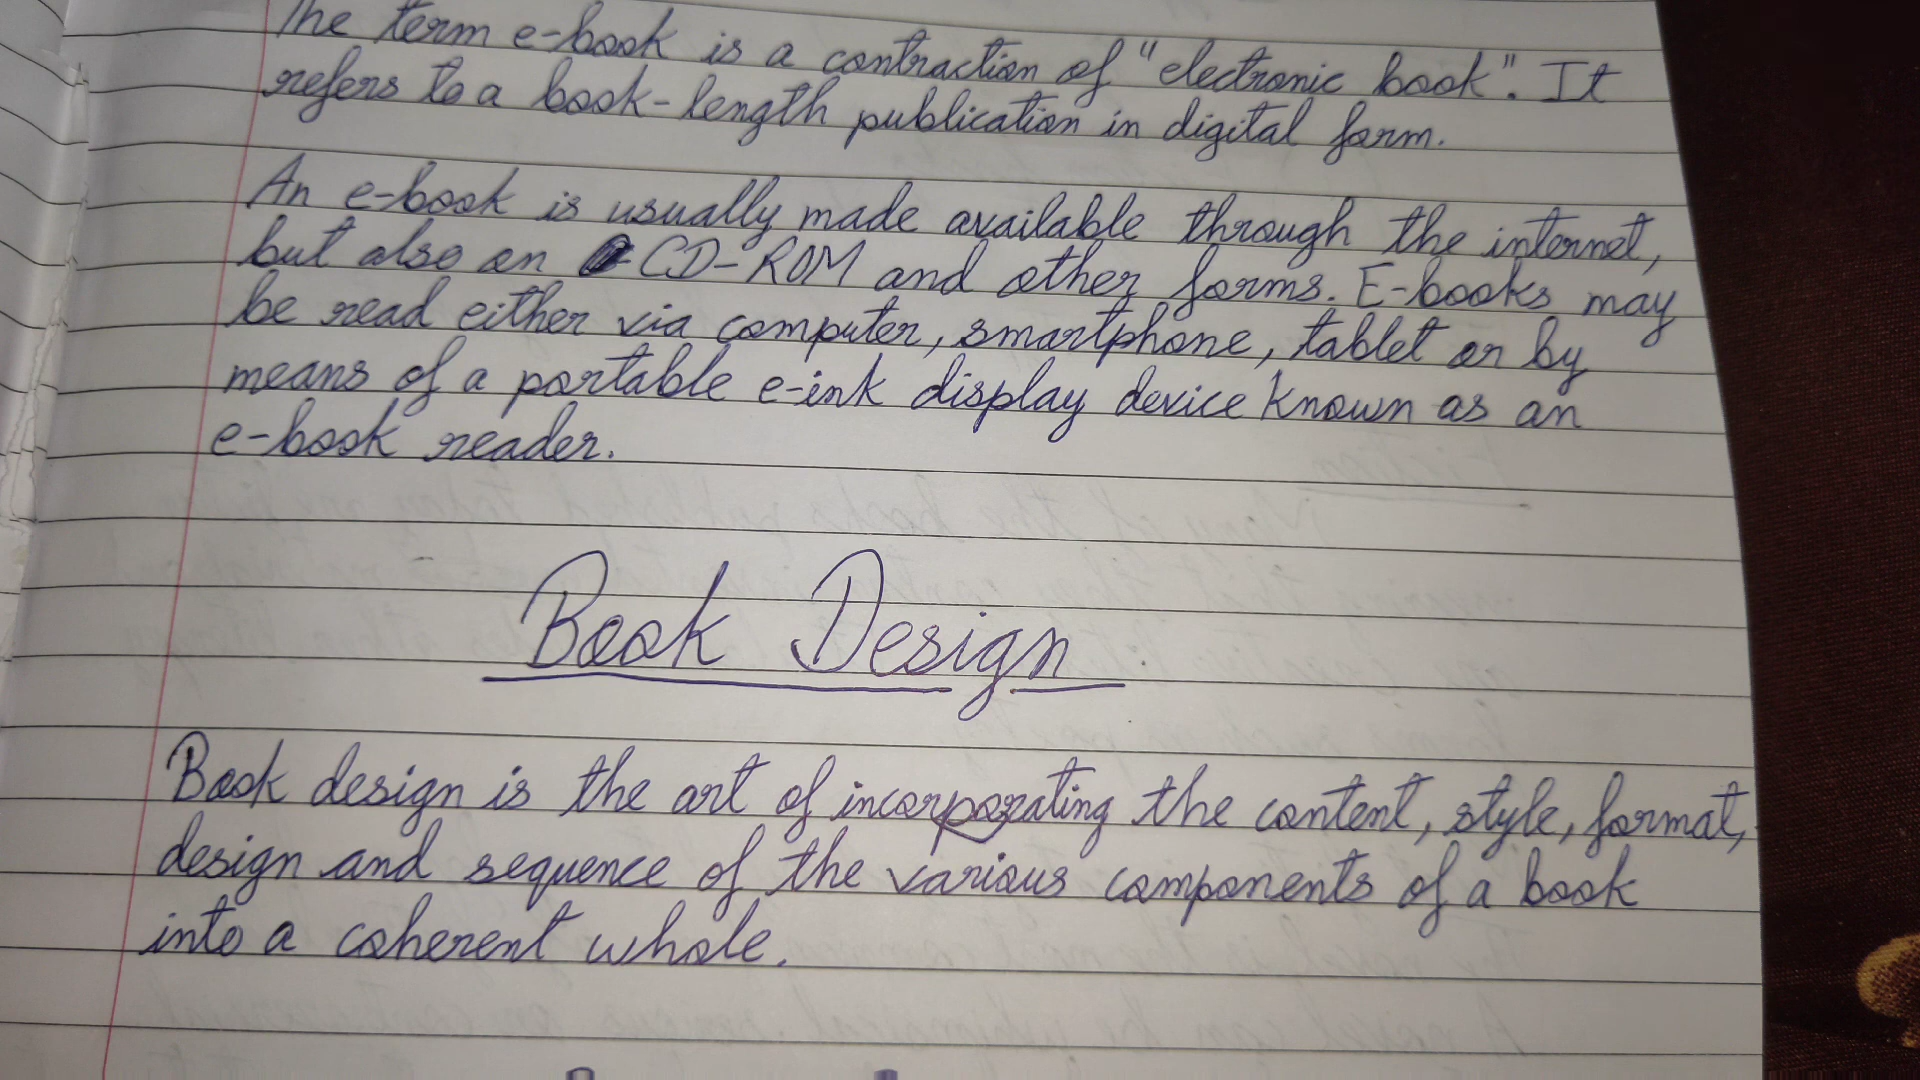 The term e-book is a contraction of "electronic book". It
refers to a book-length publication in digital form.
An e-book is usually made available through the internet,
but also on CD-ROM and other forms. E-books may
be read either via computer, smartphone, tablet or by
means of a portable e-ink display device known as an
e-book reader.
Book Design
Book design is the art of incorporating the content, style, format,
design and sequence of the various components of a book
into a coherent whole.